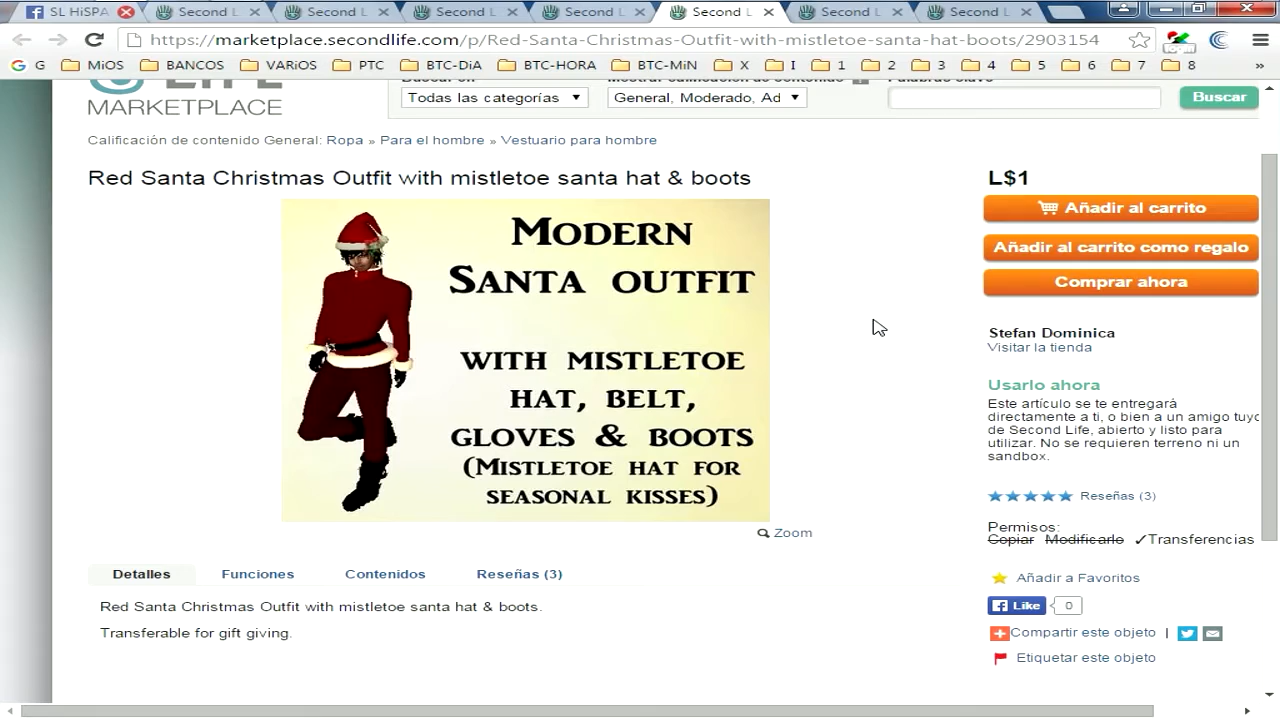 SL HiSPA
Second L
Second L
Second L
Second L
Second L
Second L
Second L
https://marketplace.secondlife.com/p/Red-Santa-Christmas-Outfit-with-mistletoe-santa-hat-boots/2903154
G G MiOS BANCOS VARiOS PTC BTC-DA BTC-HORA BTC-MiN X I 1 2 3 4 5 6 7 8 »
MARKETPLACE
Todas las categorías
General, Moderado, Ad
Buscar
Calificación de contenido General: Ropa » Para el hombre » Vestuario para hombre
Red Santa Christmas Outfit with mistletoe santa hat & boots
L$1
Añadir al carrito
Añadir al carrito como regalo
Comprar ahora
MODERN
SANTA OUTFIT
WITH MISTLETOE
HAT, BELT,
GLOVES & BOOTS
(MISTLETOE HAT FOR
SEASONAL KISSES)
Zoom
Stefan Dominica
Visitar la tienda
Usarlo ahora
Este artículo se te entregará
directamente a ti, o bien a un amigo tuyo
de Second Life, abierto y listo para
utilizar. No se requieren terreno ni un
sandbox.
Reseñas (3)
Permisos:
Copiar Modificarlo ✓Transferencias
Añadir a Favoritos
Like 0
Compartir este objeto |
Etiquetar este objeto
Detalles Funciones Contenidos Reseñas (3)
Red Santa Christmas Outfit with mistletoe santa hat & boots.
Transferable for gift giving.